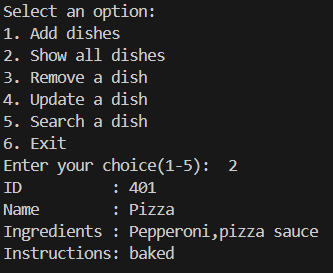 Select an option:
1. Add dishes
2. Show all dishes
3. Remove a dish
4. Update a dish
5. Search a dish
6. Exit
Enter your choice(1-5):  2
ID          : 401
Name        : Pizza
Ingredients : Pepperoni,pizza sauce
Instructions: baked